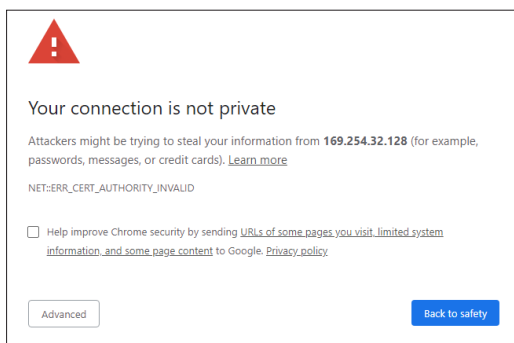 Your connection is not private
Attackers might be trying to steal your information from 169.254.32.128 (for example,
passwords, messages, or credit cards). Learn more
NET::ERR_CERT_AUTHORITY_INVALID
Help improve Chrome security by sending URLs of some pages you visit, limited system
information, and some page content to Google. Privacy policy
Advanced
Back to safety